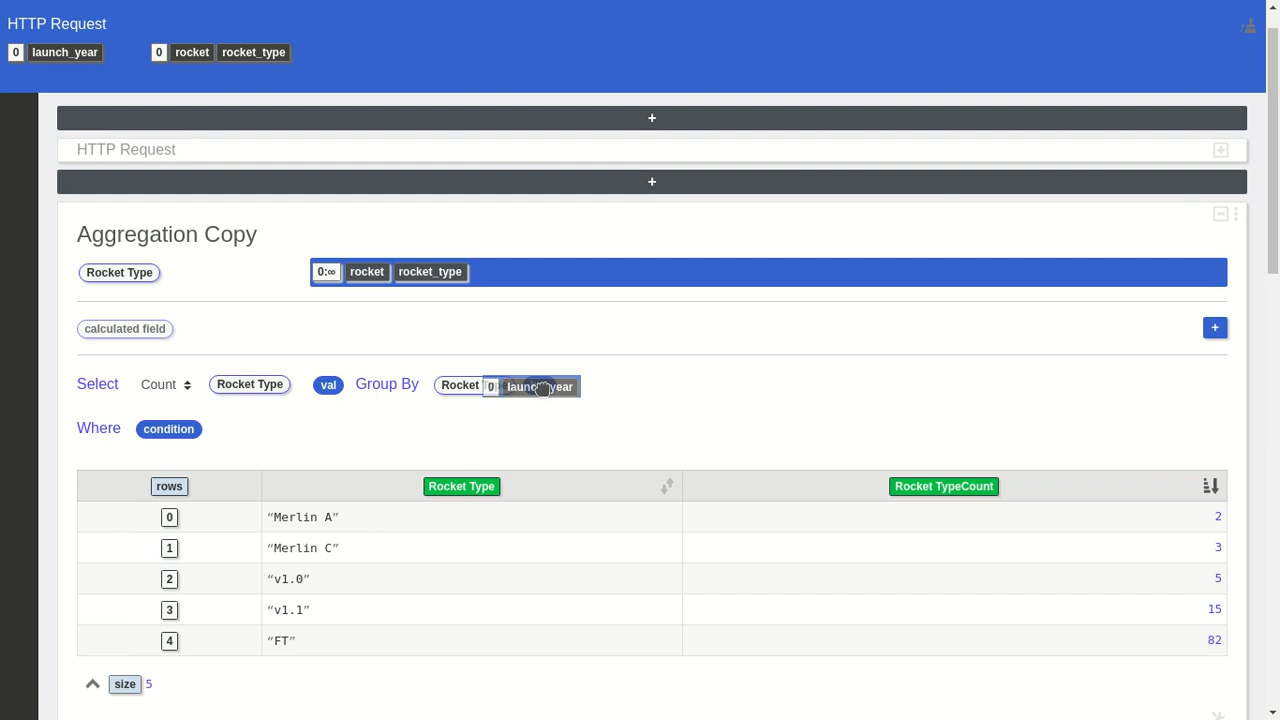 HTTP Request
0 launch_year 0 rocket rocket_type
+
HTTP Request
+
Aggregation Copy
Rocket Type 0:∞ rocket rocket_type
calculated field +
Select Count Rocket Type val Group By Rocket 0 launch_year
Where condition
rows Rocket Type Rocket TypeCount
0 “Merlin A” 2
1 “Merlin C” 3
2 “v1.0” 5
3 “v1.1” 15
4 “FT” 82
size 5